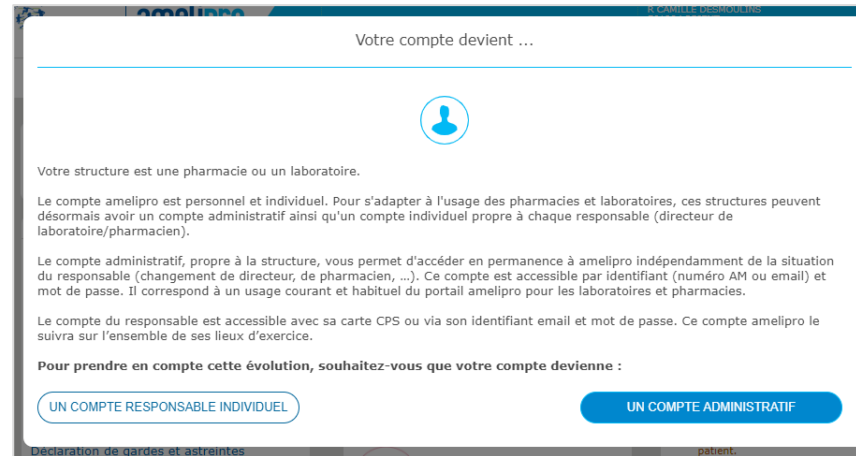 amelipro
R CAMILLE DESMOULINS
Votre compte devient ...
Votre structure est une pharmacie ou un laboratoire.
Le compte amelipro est personnel et individuel. Pour s'adapter à l'usage des pharmacies et laboratoires, ces structures peuvent
désormais avoir un compte administratif ainsi qu'un compte individuel propre à chaque responsable (directeur de
laboratoire/pharmacien).
Le compte administratif, propre à la structure, vous permet d'accéder en permanence à amelipro indépendamment de la situation
du responsable (changement de directeur, de pharmacien, ...). Ce compte est accessible par identifiant (numéro AM ou email) et
mot de passe. Il correspond à un usage courant et habituel du portail amelipro pour les laboratoires et pharmacies.
Le compte du responsable est accessible avec sa carte CPS ou via son identifiant email et mot de passe. Ce compte amelipro le
suivra sur l'ensemble de ses lieux d'exercice.
Pour prendre en compte cette évolution, souhaitez-vous que votre compte devienne :
UN COMPTE RESPONSABLE INDIVIDUEL
UN COMPTE ADMINISTRATIF
Déclaration de gardes et astreintes
patient.